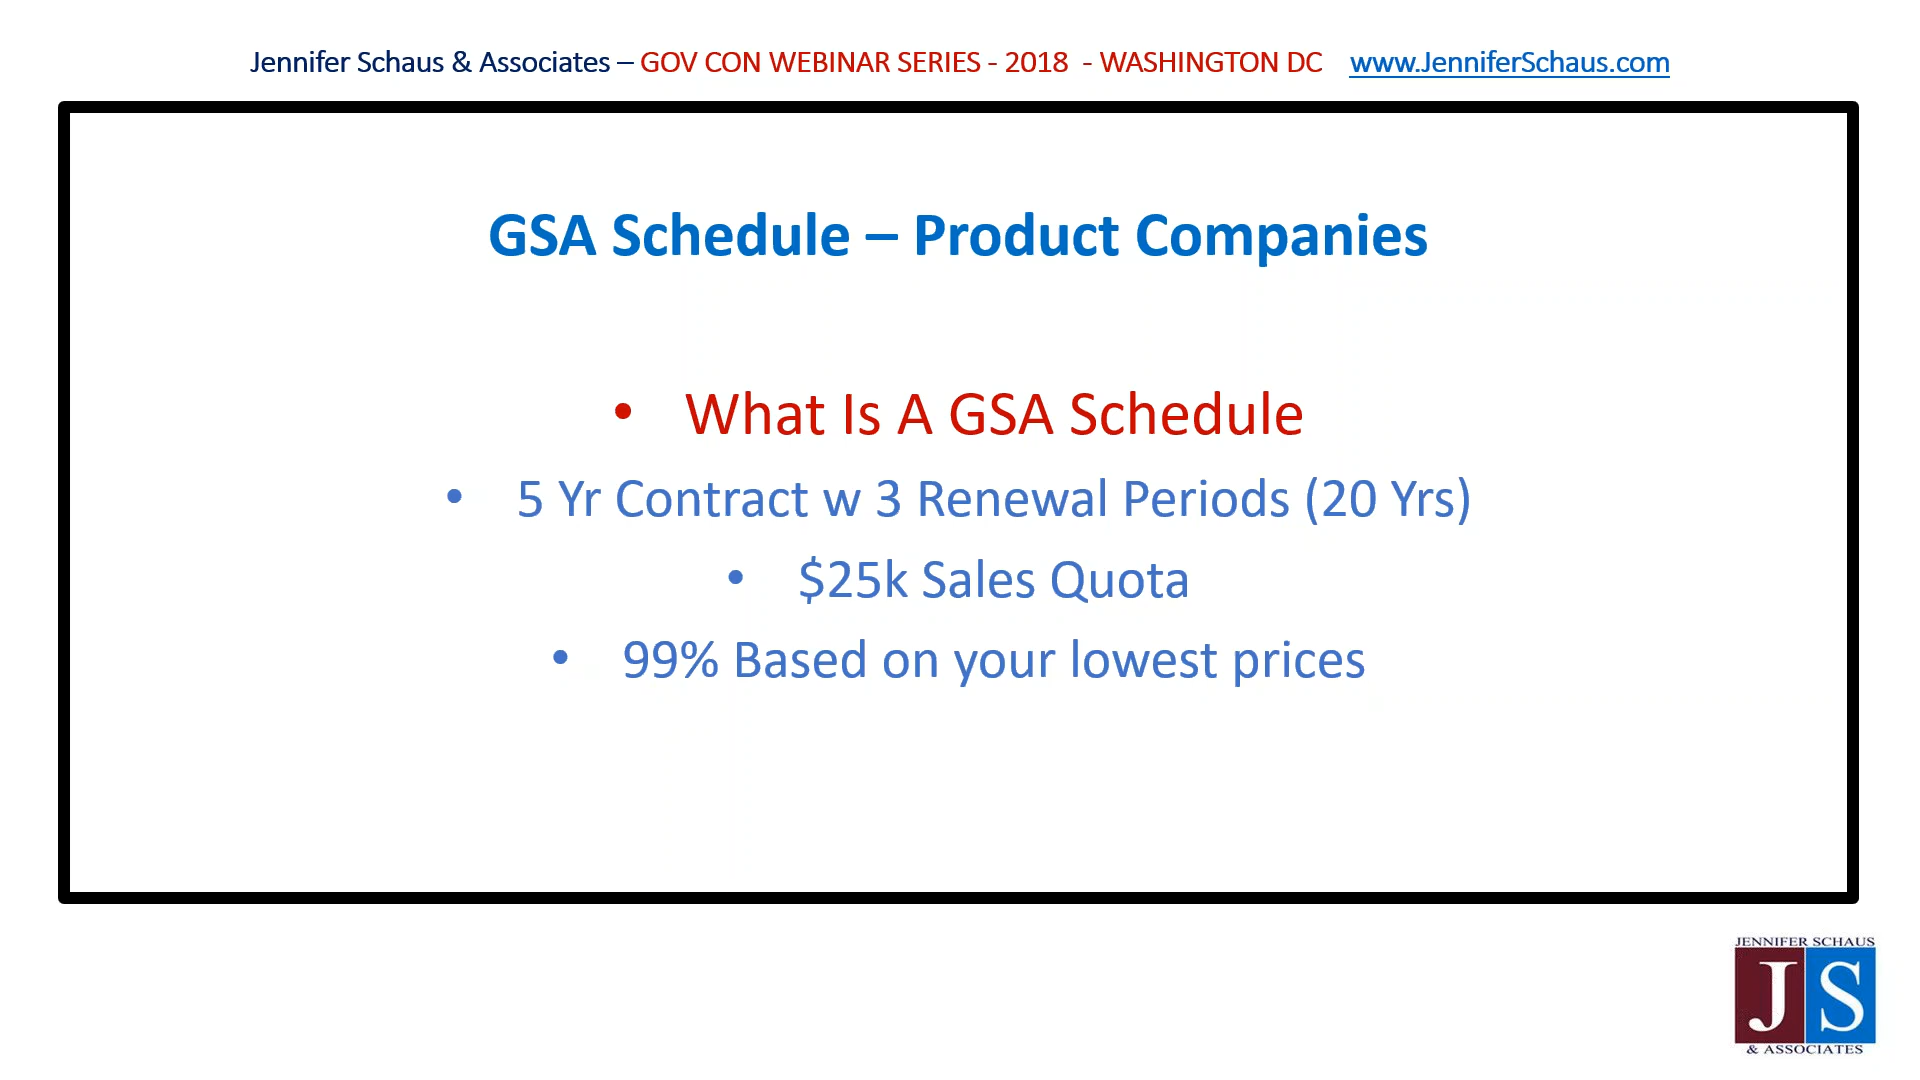 Jennifer Schaus & Associates – GOV CON WEBINAR SERIES - 2018 - WASHINGTON DC www.JenniferSchaus.com
GSA Schedule – Product Companies
• What Is A GSA Schedule
• 5 Yr Contract w 3 Renewal Periods (20 Yrs)
• $25k Sales Quota
• 99% Based on your lowest prices
JENNIFER SCHAUS
JS
& ASSOCIATES